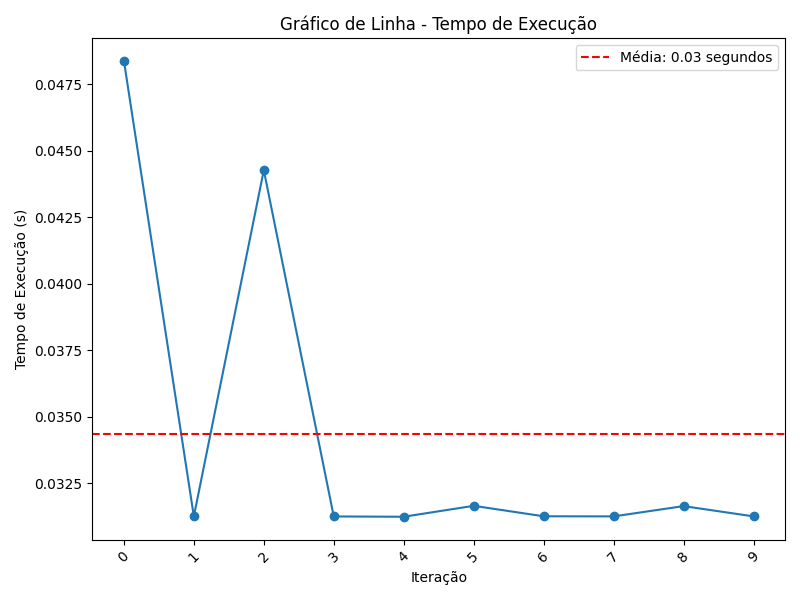 Gráfico de Linha - Tempo de Execução
Média: 0.03 segundos
Tempo de Execução (s)
0.0475
0.0450
0.0425
0.0400
0.0375
0.0350
0.0325
0 1 2 3 4 5 6 7 8 9
Iteração